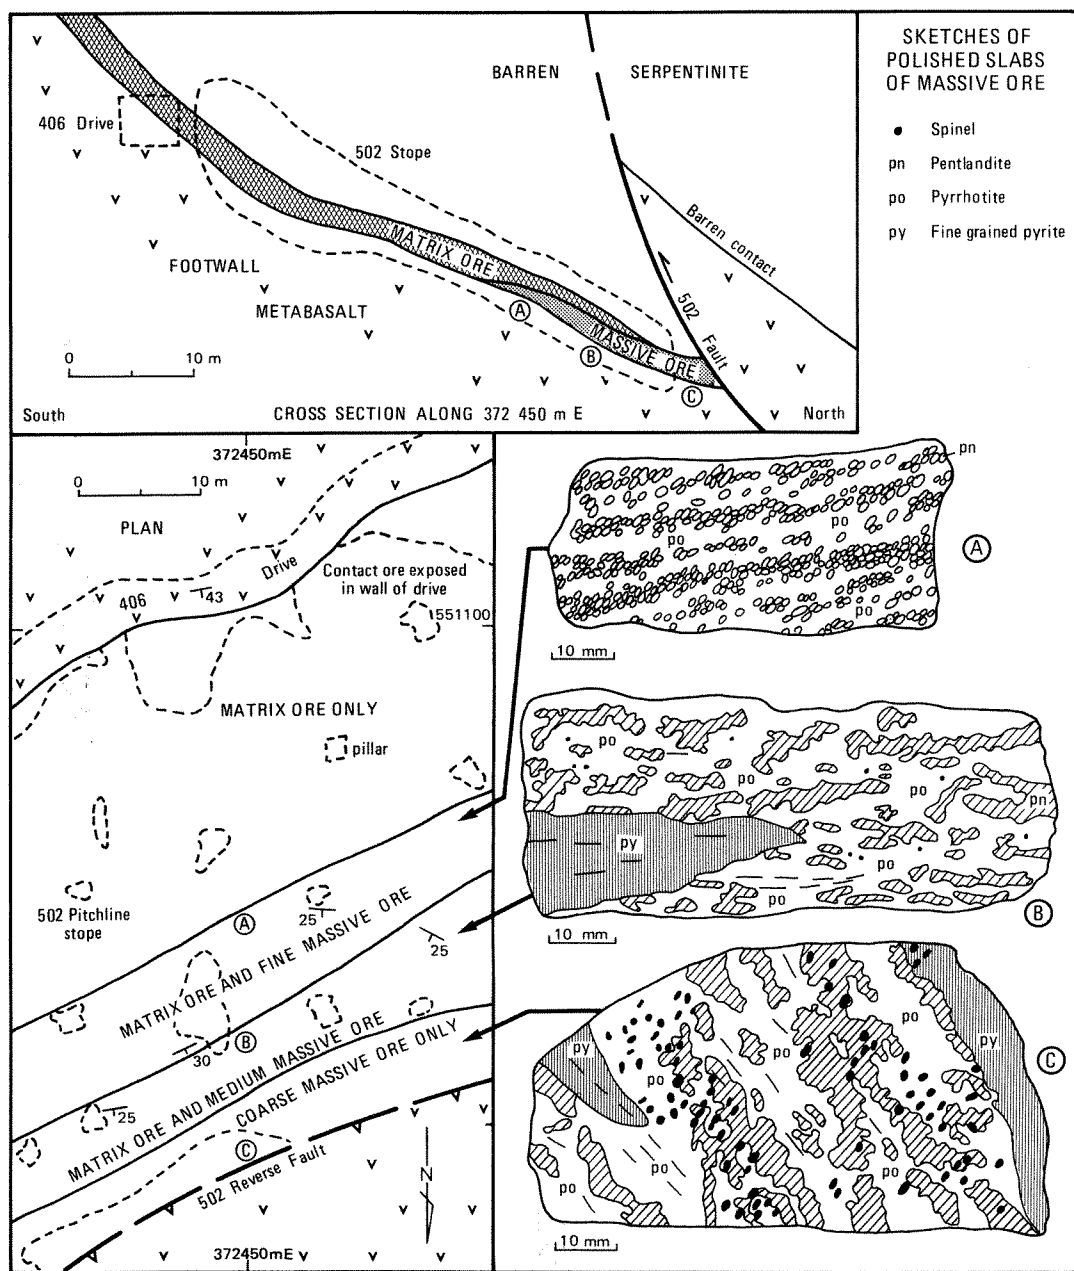 406 Drive
502 Stope
BARREN SERPENTINITE
MATRIX ORE
FOOTWALL
METABASALT
Barren contact
502 Fault
MASSIVE ORE
A
B
C
0 10 m
South
CROSS SECTION ALONG 372 450 m E
North
SKETCHES OF
POLISHED SLABS
OF MASSIVE ORE
Spinel
pn Pentlandite
po Pyrrhotite
py Fine grained pyrite
372450mE
0 10 m
PLAN
Drive
406
43
Contact ore exposed
in wall of drive
551100
MATRIX ORE ONLY
pillar
502 Pitchline
stope
A
25
MATRIX ORE AND FINE MASSIVE ORE
25
B
30
MATRIX ORE AND MEDIUM MASSIVE ORE
25
COARSE MASSIVE ORE ONLY
C
502 Reverse Fault
N
372450mE
pn
po
po
po
A
10 mm
po
po
po
pn
py
po
po
B
10 mm
py
po
po
po
py
po
po
po
C
10 mm